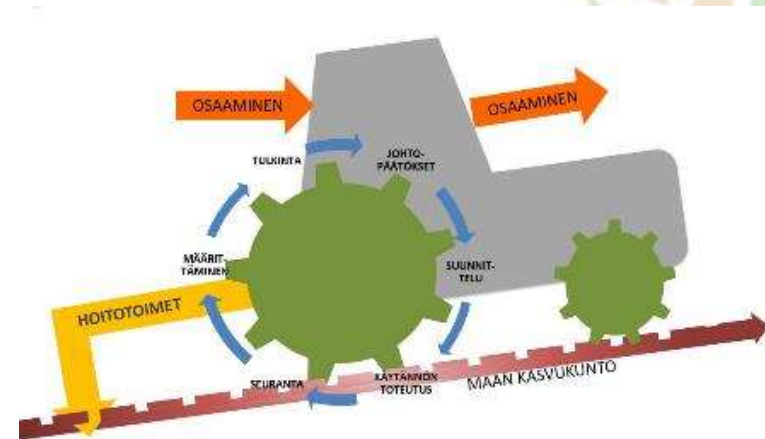 OSAAMINEN
OSAAMINEN
TULKINTA
JOHTO-
PÄÄTÖKSET
MÄÄRIT-
TÄMINEN
SUUNNIT-
TELU
HOITOTOIMET
SEURANTA
KÄYTÄNNÖN
TOTEUTUS
MAAN KASVUKUNTO